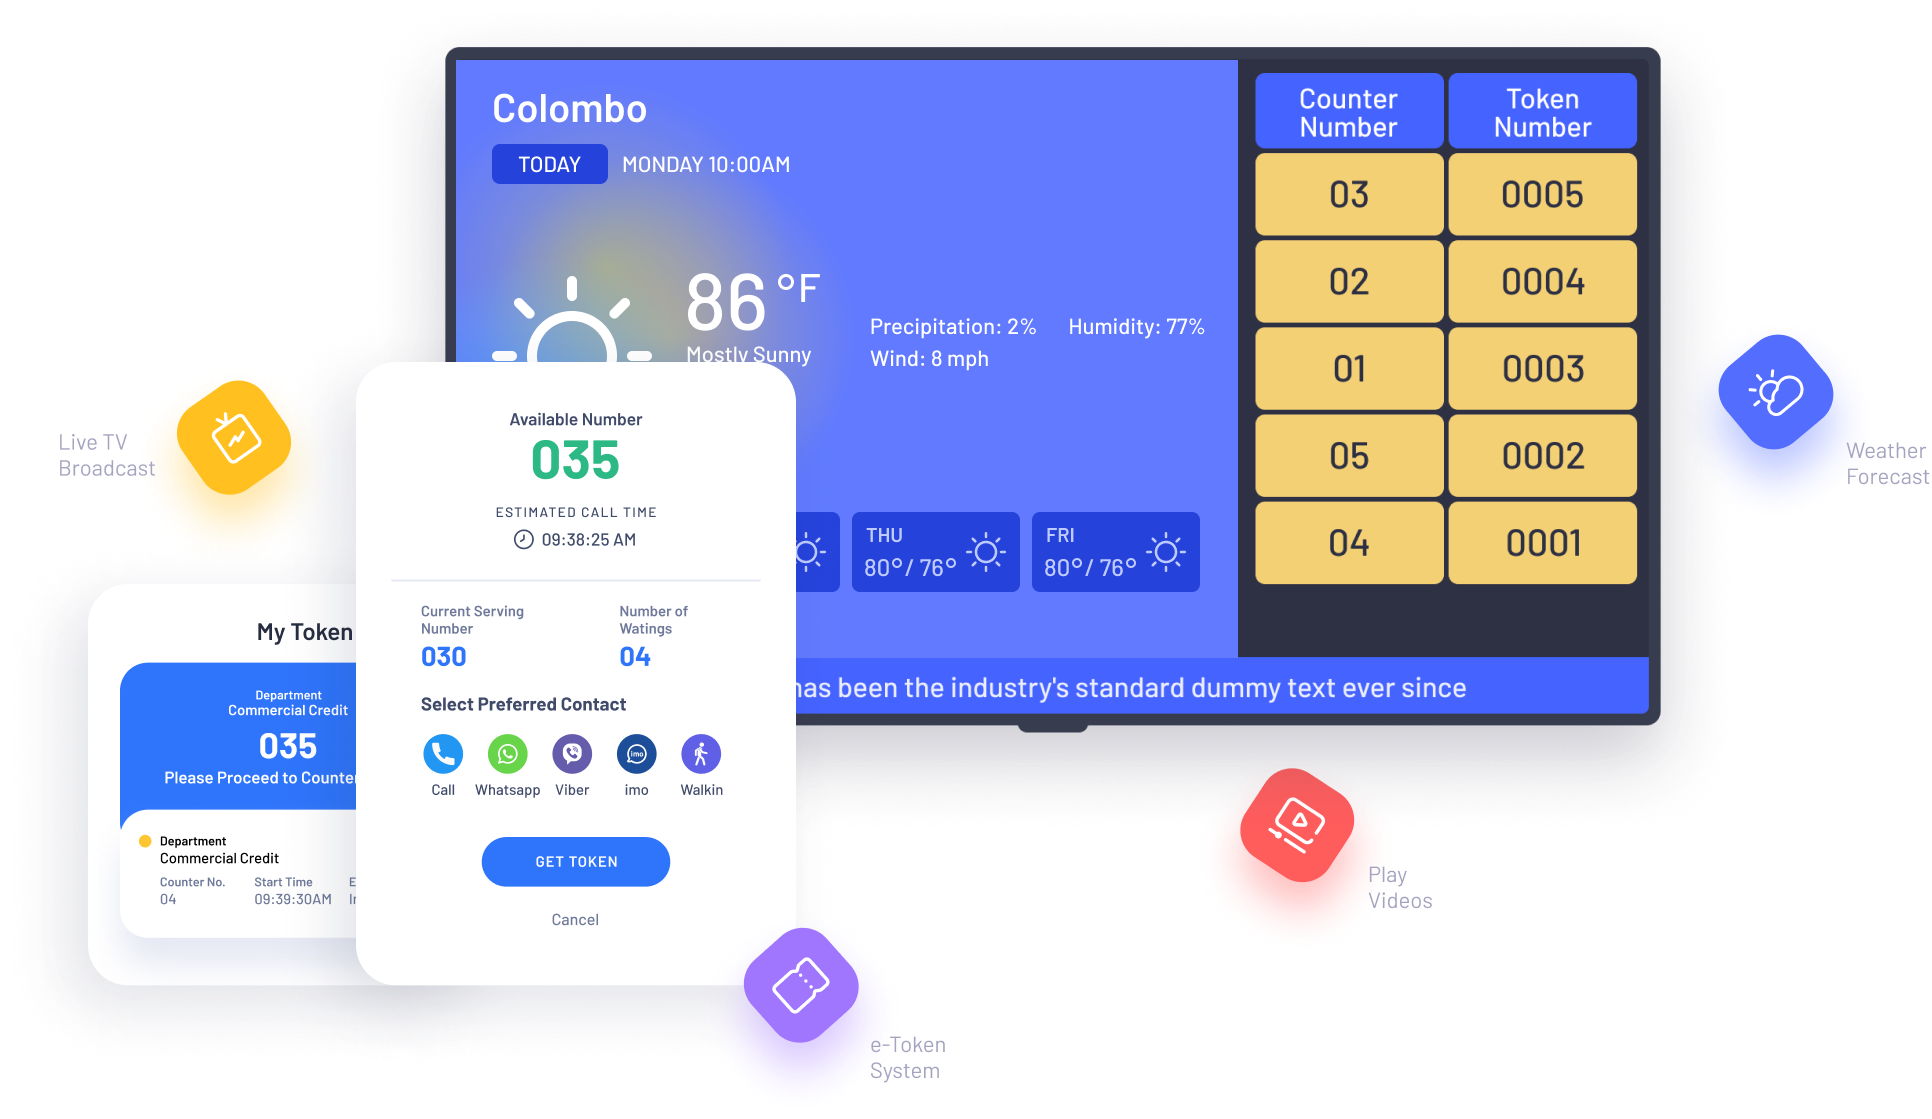 Colombo
TODAY
MONDAY 10:00AM
86 °F
Mostly Sunny
Precipitation: 2%
Humidity: 77%
Wind: 8 mph
THU
80°/ 76°
FRI
80°/ 76°
has been the industry's standard dummy text ever since
Counter
Number
Token
Number
03
0005
02
0004
01
0003
05
0002
04
0001
Live TV
Broadcast
Weather
Forecast
Available Number
035
ESTIMATED CALL TIME
09:38:25 AM
Current Serving
Number
030
Number of
Watings
04
Select Preferred Contact
imo
Call
Whatsapp
Viber
imo
Walkin
GET TOKEN
Cancel
My Token
Department
Commercial Credit
035
Please Proceed to Counter
Department
Commercial Credit
Counter No.
04
Start Time
09:39:30AM
Play
Videos
e-Token
System